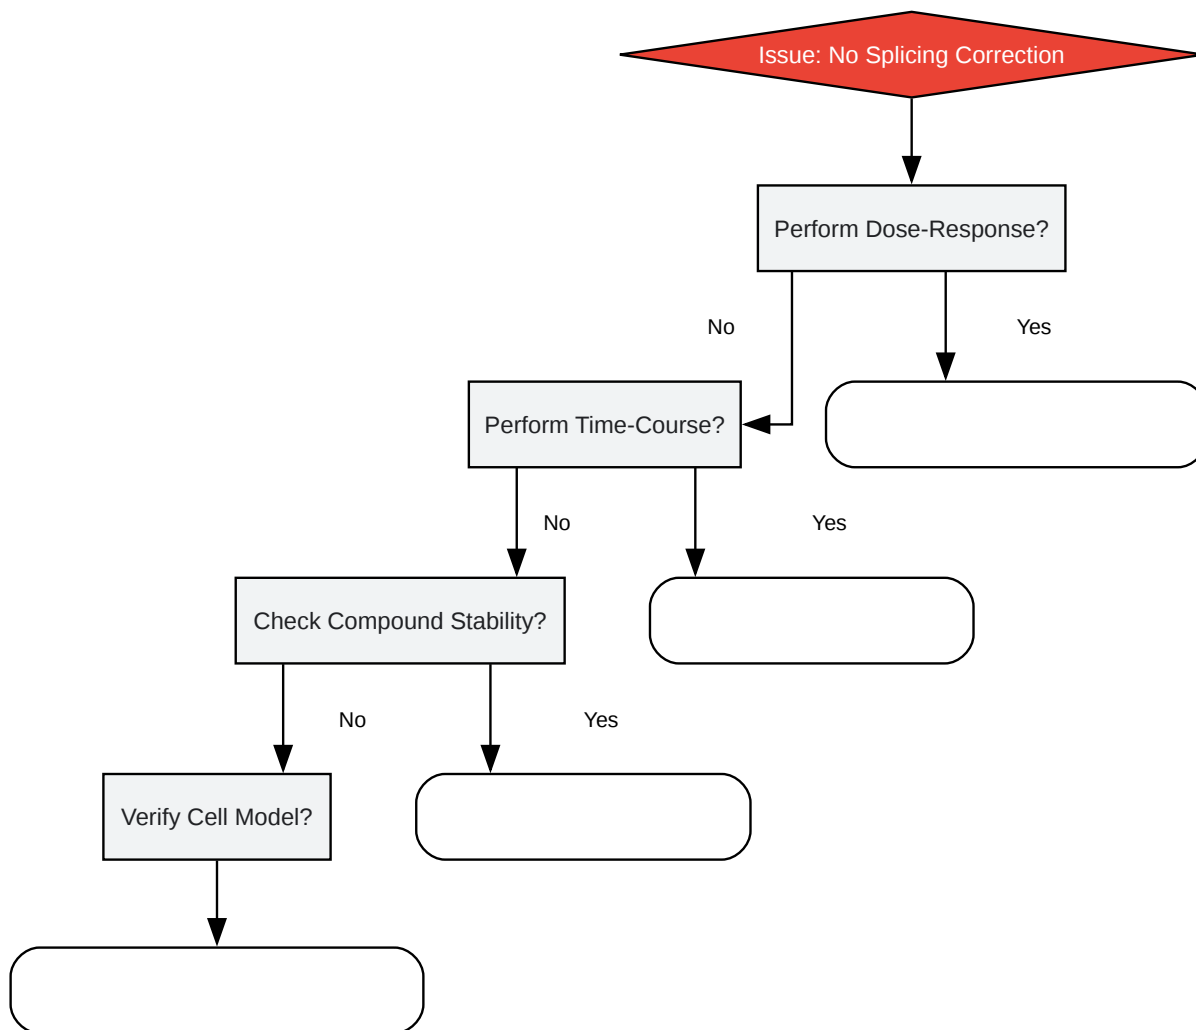 Issue: No Splicing Correction
Perform Dose-Response?
No
Yes
Perform Time-Course?
No
Yes
Check Compound Stability?
No
Yes
Verify Cell Model?